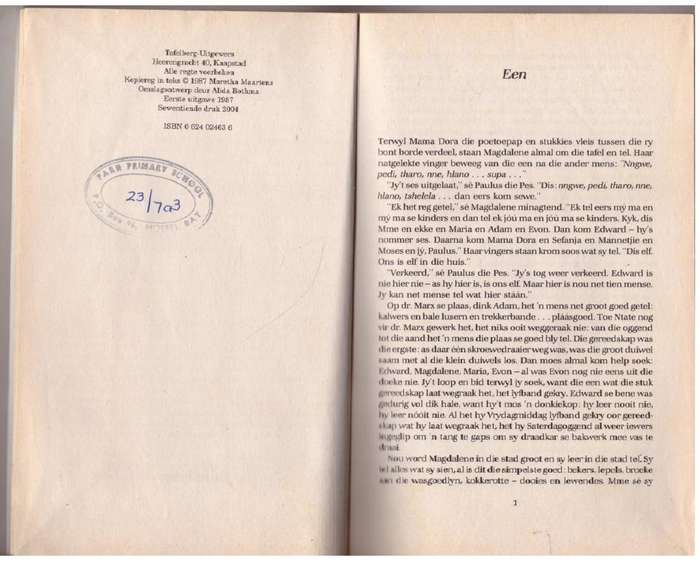 Tafelberg-Uitgewers
Heerengracht 40, Kaapstad
Alle regte voorbehou
Kopiereg in teks © 1987 Maretha Maartens
Omslagontwerp deur Alida Bothma
Eerste uitgawe 1987
Sewentiende druk 2004
ISBN 0 624 02463 6
PARK PRIMARY SCHOOL
23/703
P.O. Box
MOSSEL BAY
Een
Terwyl Mama Dora die poetoepap en stukkies vleis tussen die ry
bont borde verdeel, staan Magdalene almal om die tafel en tel. Haar
natgelekte vinger beweeg van die een na die ander mens: "Nngwe,
pedi, tharo, nne, hlano . . . supa . . ."
"Jy't ses uitgelaat," sê Paulus die Pes. "Dis: nngwe, pedi, tharo, nne,
hlano, tshelela . . . dan eers kom sewe."
"Ek het reg getel," sê Magdalene minagtend. "Ek tel eers mý ma en
mý ma se kinders en dan tel ek jóú ma en jóú ma se kinders. Kyk, dis
Mme en ekke en Maria en Adam en Evon. Dan kom Edward – hy's
nommer ses. Daarna kom Mama Dora en Sefanja en Mannetjie en
Moses en jý, Paulus." Haar vingers staan krom soos wat sy tel. "Dis elf.
Ons is elf in die huis."
"Verkeerd," sê Paulus die Pes. "Jy's tog weer verkeerd. Edward is
nie hier nie – as hy hier is, is ons elf. Maar hier is nou net tien mense.
Jy kan net mense tel wat hier stáán."
Op dr. Marx se plaas, dink Adam, het 'n mens net groot goed getel:
kalwers en bale lusern en trekkerbande . . . pláásgoed. Toe Ntate nog
vir dr. Marx gewerk het, het niks ooit weggeraak nie: van die oggend
tot die aand het 'n mens die plaas se goed bly tel. Die gereedskap was
die ergste: as daar één skroewedraaier weg was, was die groot duiwel
saam met al die klein duiwels los. Dan moes almal kom help soek:
Edward, Magdalene, Maria, Evon – al was Evon nog nie eens uit die
doeke nie. Jy't loop en bid terwyl jy soek, want die een wat die stuk
gereedskap laat wegraak het, het die lyfband gekry. Edward se bene was
gedurig vol dik hale, want hy't mos 'n donkiekop: hy leer nooit nie,
hy leer nóóit nie. Al het hy Vrydagmiddag lyfband gekry oor gereed-
skap wat hy laat wegraak het, het hy Saterdagoggend al weer iewers
ingeglip om 'n tang te gaps om sy draadkar se bakwerk mee vas te
draai.
Nou word Magdalene in die stad groot en sy leer in die stad tel. Sy
tel alles wat sy sien, al is dit die simpelste goed: bekers, lepels, broeke
aan die wasgoedlyn, kokkerotte – dooies en lewendes. Mme sê sy
1